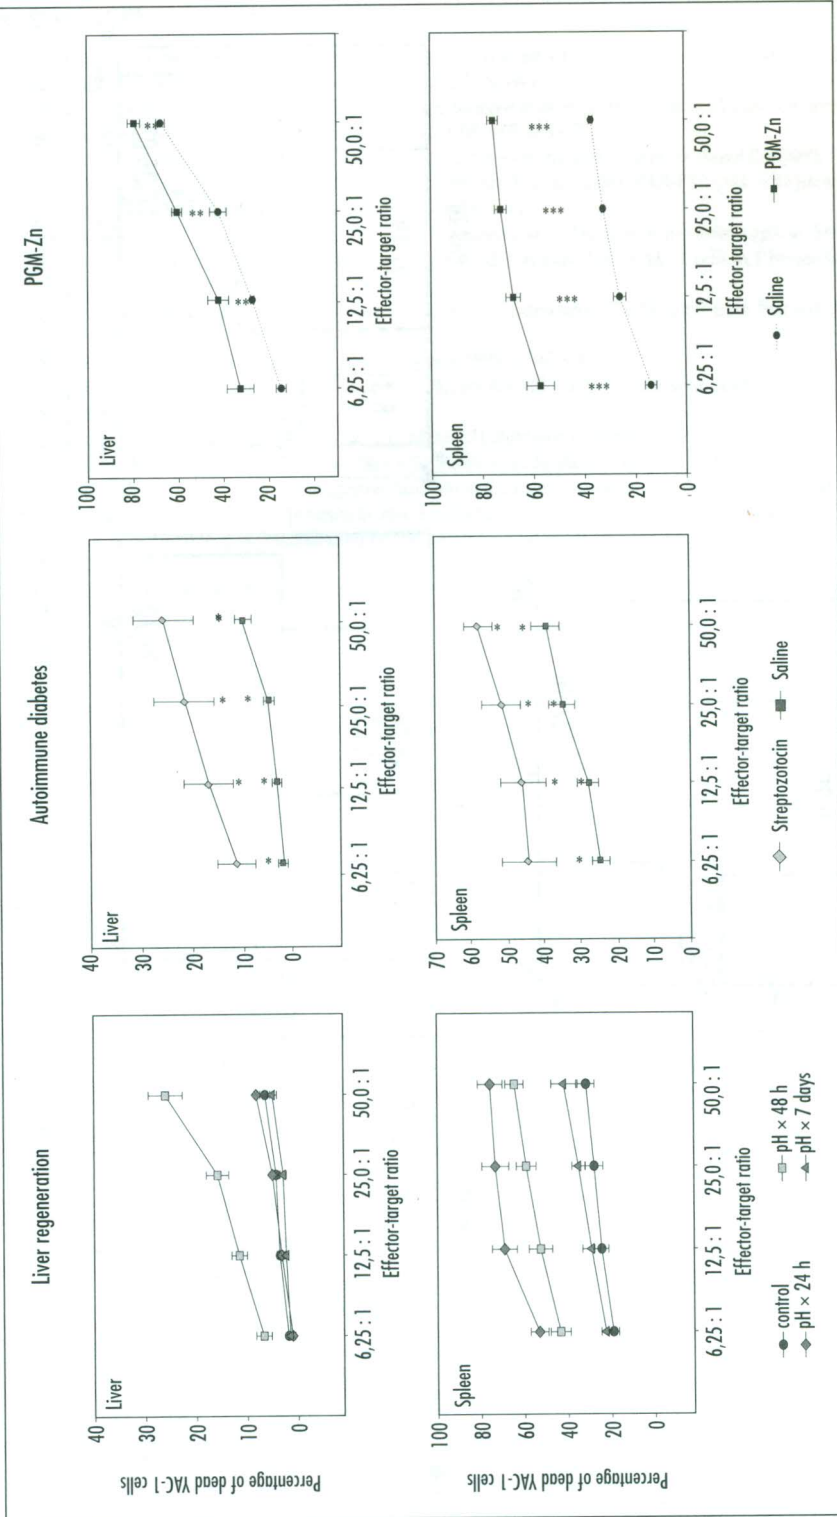 Liver regeneration
Autoimmune diabetes
PGM-Zn
Percentage of dead YAC-1 cells
Liver
40
30
20
10
0
6,25 : 1
12,5 : 1
25,0 : 1
50,0 : 1
Effector-target ratio
Liver
40
30
20
10
0
*
* *
* *
*
6,25 : 1
12,5 : 1
25,0 : 1
50,0 : 1
Effector-target ratio
Liver
100
80
60
40
20
0
**
**
**
6,25 : 1
12,5 : 1
25,0 : 1
50,0 : 1
Effector-target ratio
Percentage of dead YAC-1 cells
Spleen
100
80
60
40
20
0
6,25 : 1
12,5 : 1
25,0 : 1
50,0 : 1
Effector-target ratio
Spleen
70
60
50
40
30
20
10
0
*
* *
* *
* *
6,25 : 1
12,5 : 1
25,0 : 1
50,0 : 1
Effector-target ratio
Spleen
100
80
60
40
20
0
***
***
***
***
6,25 : 1
12,5 : 1
25,0 : 1
50,0 : 1
Effector-target ratio
control
pH × 48 h
pH × 24 h
pH × 7 days
Streptozotocin
Saline
Saline
PGM-Zn